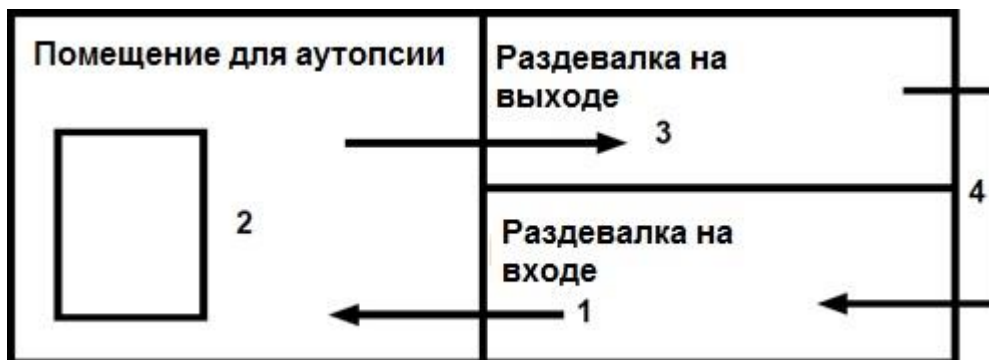 Помещение для аутопсии
Раздевалка на
выходе
3
4
2
Раздевалка на
входе
1